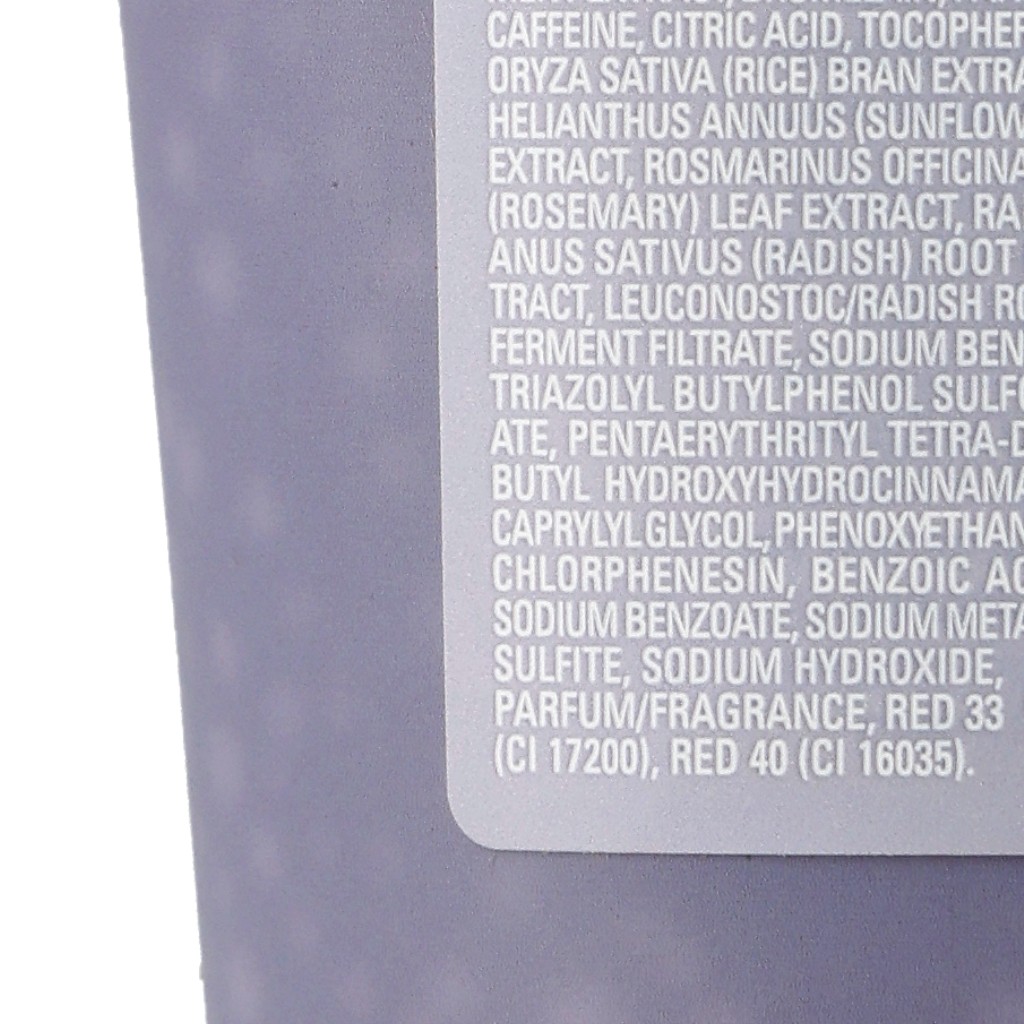 CAFFEINE, CITRIC ACID, TOCOPHER
ORYZA SATIVA (RICE) BRAN EXTRA
HELIANTHUS ANNUUS (SUNFLOW
EXTRACT, ROSMARINUS OFFICINA
(ROSEMARY) LEAF EXTRACT, RA
ANUS SATIVUS (RADISH) ROOT
TRACT, LEUCONOSTOC/RADISH RO
FERMENT FILTRATE, SODIUM BEN
TRIAZOLYL BUTYLPHENOL SULFO
ATE, PENTAERYTHRITYL TETRA-D
BUTYL HYDROXYHYDROCINNAMA
CAPRYLYL GLYCOL, PHENOXYETHAN
CHLORPHENESIN, BENZOIC AC
SODIUM BENZOATE, SODIUM META
SULFITE, SODIUM HYDROXIDE,
PARFUM/FRAGRANCE, RED 33
(CI 17200), RED 40 (CI 16035).